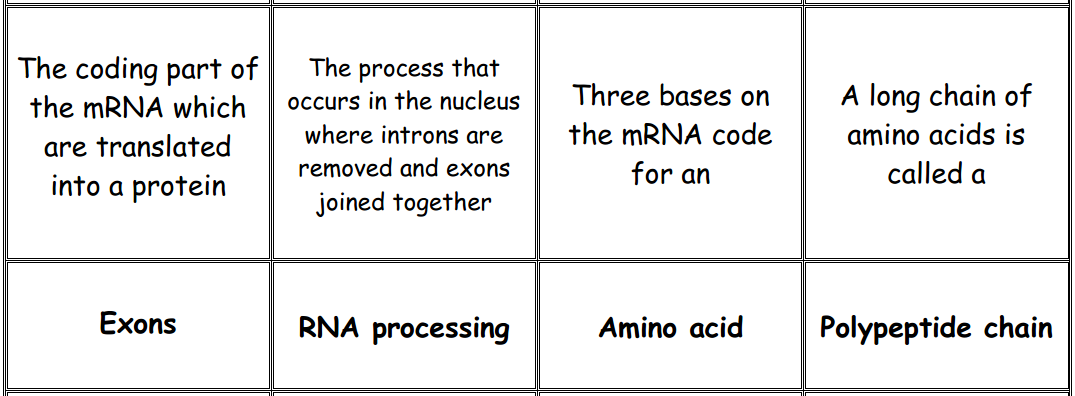 The coding part of
the mRNA which
are translated
into a protein
The process that
occurs in the nucleus
where introns are
removed and exons
joined together
Three bases on
the mRNA code
for an
A long chain of
amino acids is
called a
Exons
RNA processing
Amino acid
Polypeptide chain